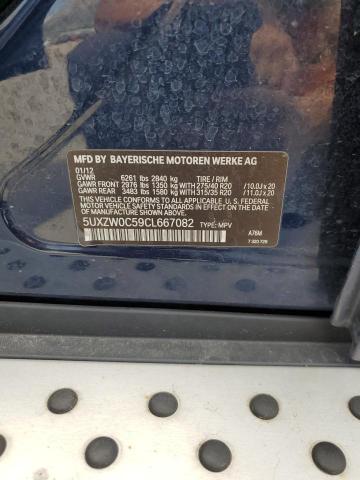 MFD BY BAYERISCHE MOTOREN WERKE AG
01/12
GVWR 6261 lbs 2840 kg TIRE / RIM
GAWR FRONT 2976 lbs 1350 kg 275/40 R20 //10.0J x 20
GAWR REAR 3483 lbs 1580 kg 315/35 R20 //11.0J x 20
THIS VEHICLE CONFORMS TO ALL APPLICABLE U.S. FEDERAL
MOTOR VEHICLE SAFETY STANDARDS IN EFFECT ON THE DATE
OF MANUFACTURE SHOWN ABOVE.
5UXZW0C59CL667082 TYPE: MPV
A76M